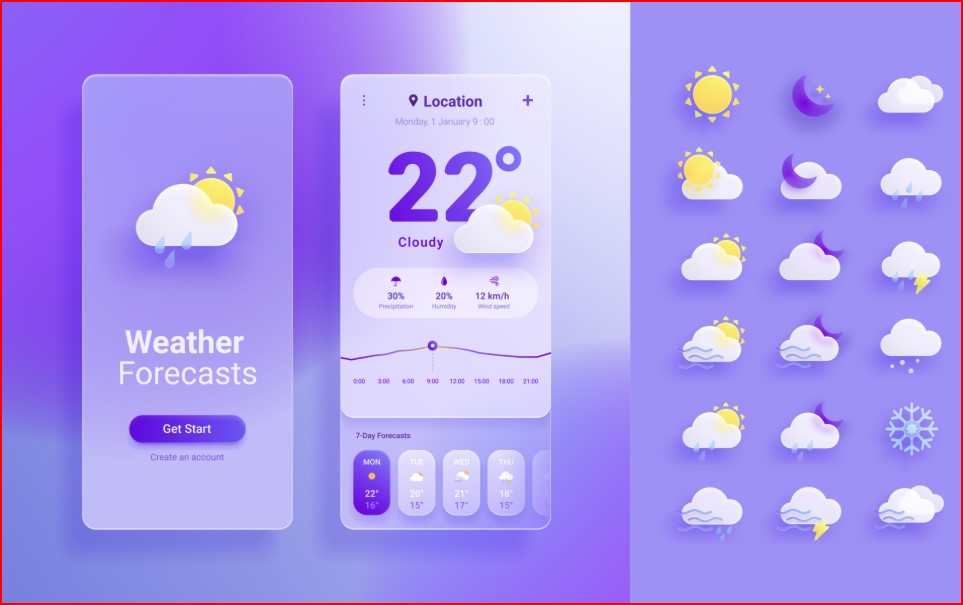 Weather
Forecasts
Get Start
Create an account
Location
Monday, 1 January 9 : 00
22°
Cloudy
30% 20% 12 km/h
Precipitation Humidity Wind speed
0:00 3:00 6:00 9:00 12:00 15:00 18:00 21:00
7-Day Forecasts
MON TUE WED THU
22° 20° 21° 18°
16° 15° 17° 15°